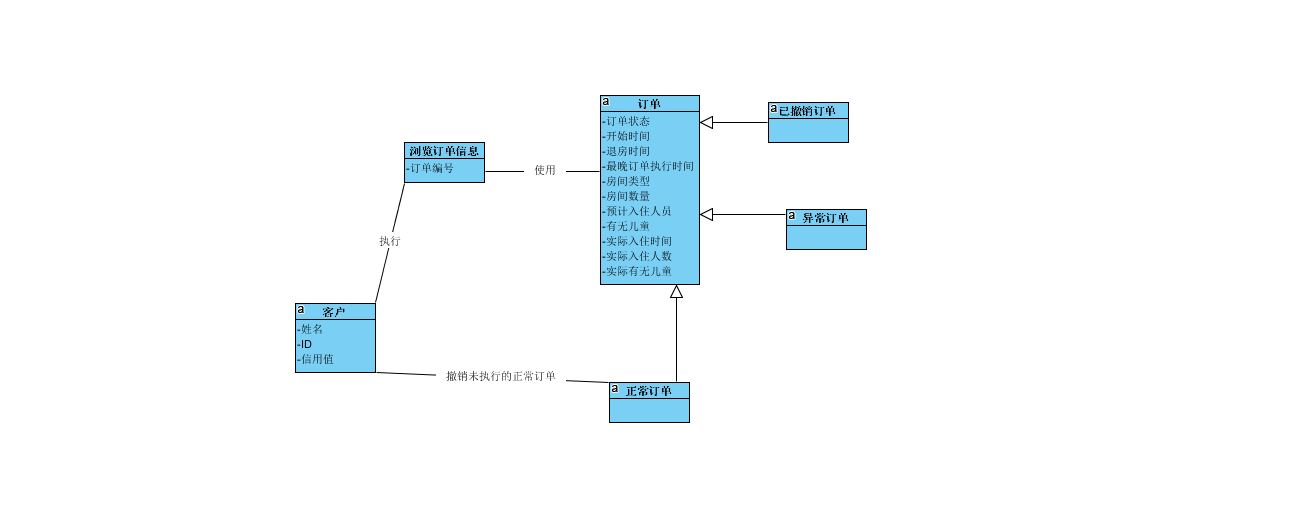 a
订单
-订单状态
-开始时间
-退房时间
-最晚订单执行时间
-房间类型
-房间数量
-预计入住人员
-有无儿童
-实际入住时间
-实际入住人数
-实际有无儿童
a
已撤销订单
浏览订单信息
-订单编号
使用
a
异常订单
执行
a
客户
-姓名
-ID
-信用值
撤销未执行的正常订单
a
正常订单